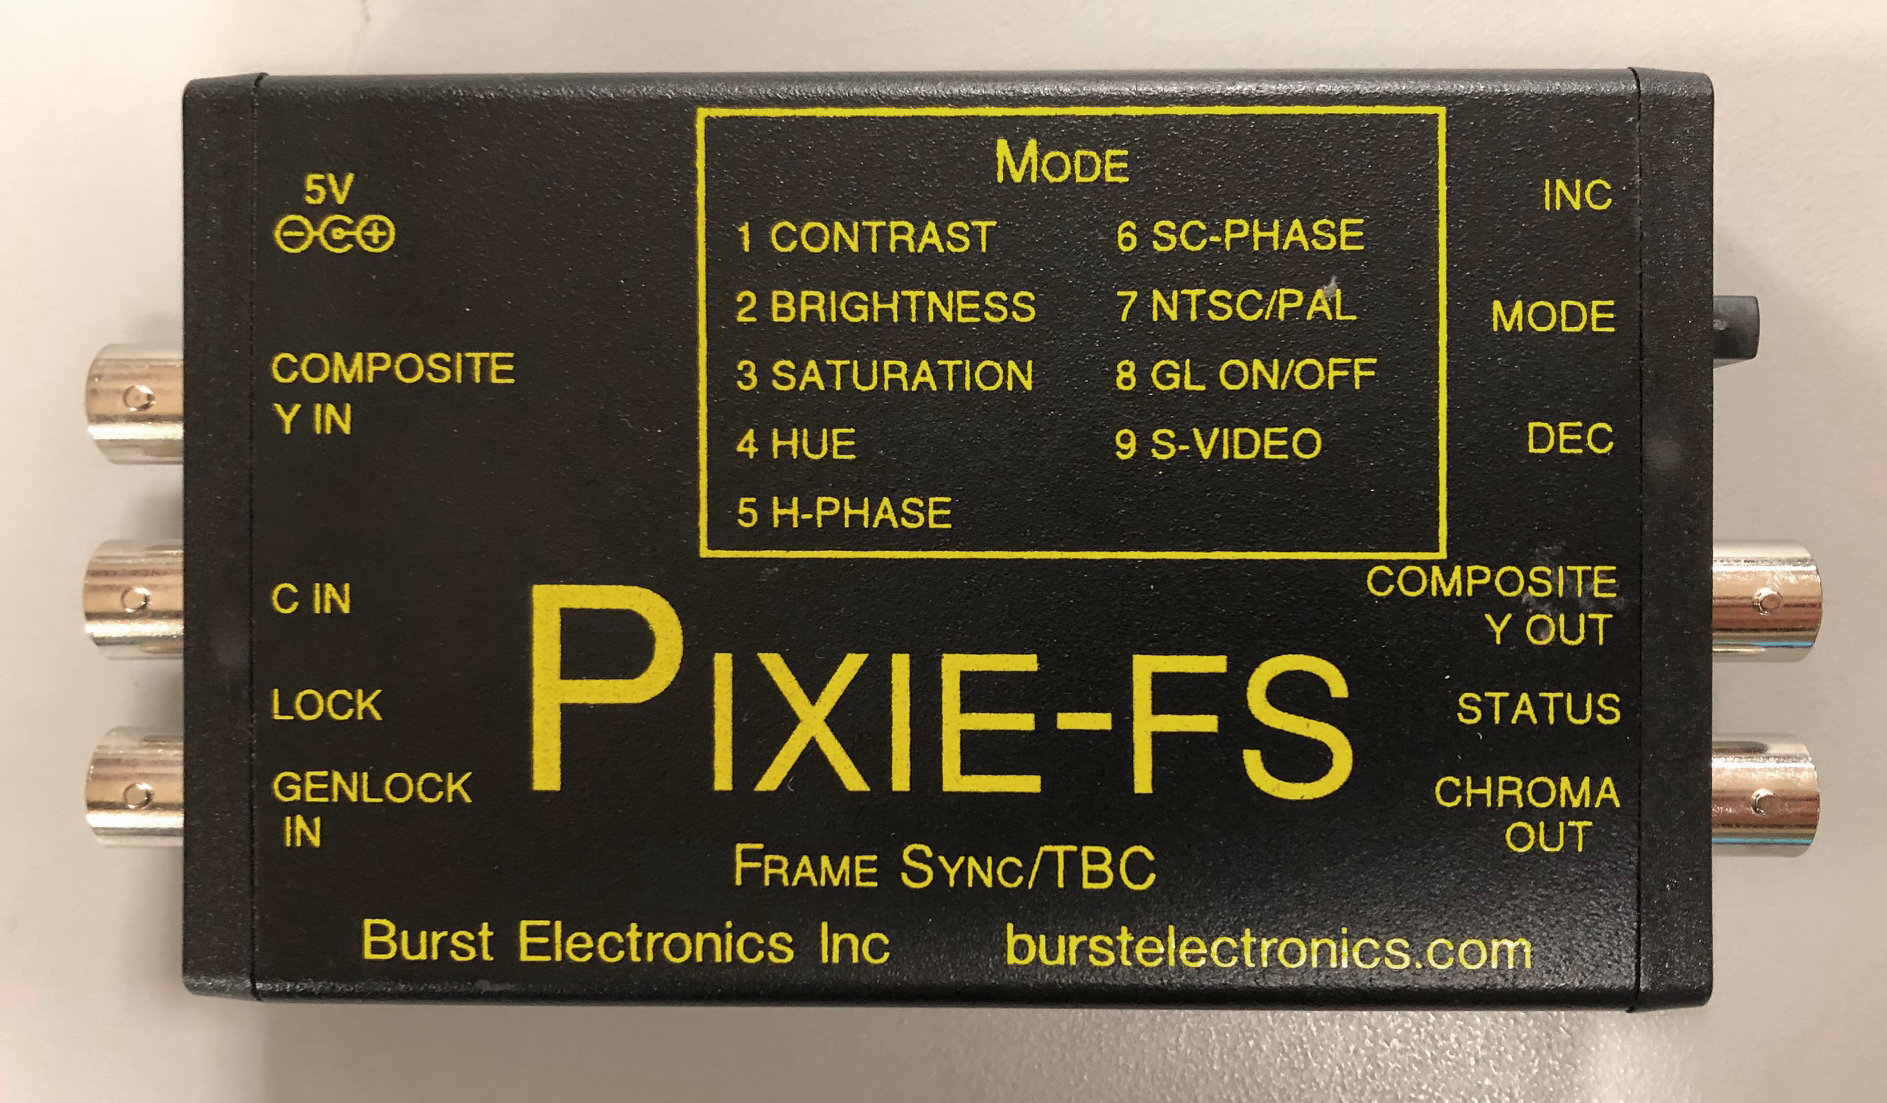 5V
COMPOSITE
Y IN
C IN
LOCK
GENLOCK
IN
MODE
1 CONTRAST
2 BRIGHTNESS
3 SATURATION
4 HUE
5 H-PHASE
6 SC-PHASE
7 NTSC/PAL
8 GL ON/OFF
9 S-VIDEO
INC
MODE
DEC
COMPOSITE
Y OUT
STATUS
CHROMA
OUT
PIXIE-FS
FRAME SYNC/TBC
Burst Electronics Inc
burstelectronics.com